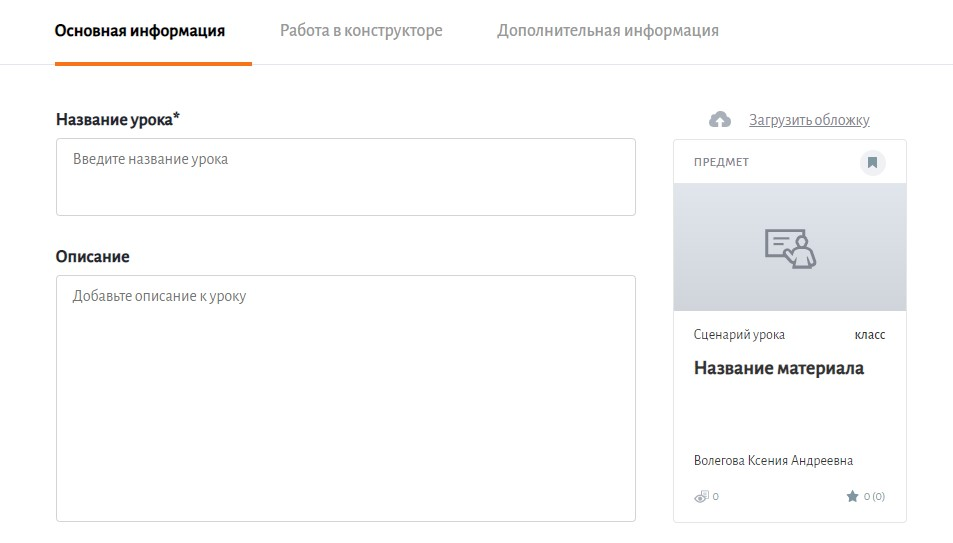 Основная информация Работа в конструкторе Дополнительная информация
Название урока*
Введите название урока
Описание
Добавьте описание к уроку
Загрузить обложку
ПРЕДМЕТ
Сценарий урока класс
Название материала
Волегова Ксения Андреевна
0 0 (0)